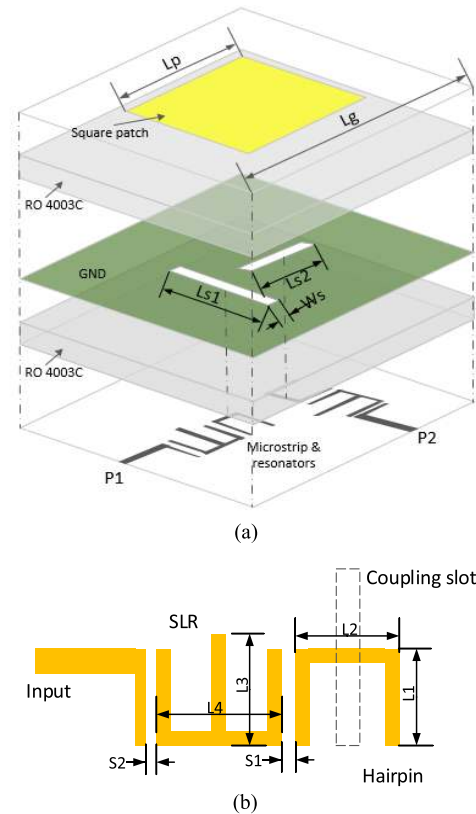 Lp
Lg
Square patch
RO 4003C
GND
Ls1
Ls2
Ws
RO 4003C
Microstrip &
resonators
P1
P2
(a)
Coupling slot
SLR
L2
Input
L3
L4
L1
S2
S1
Hairpin
(b)